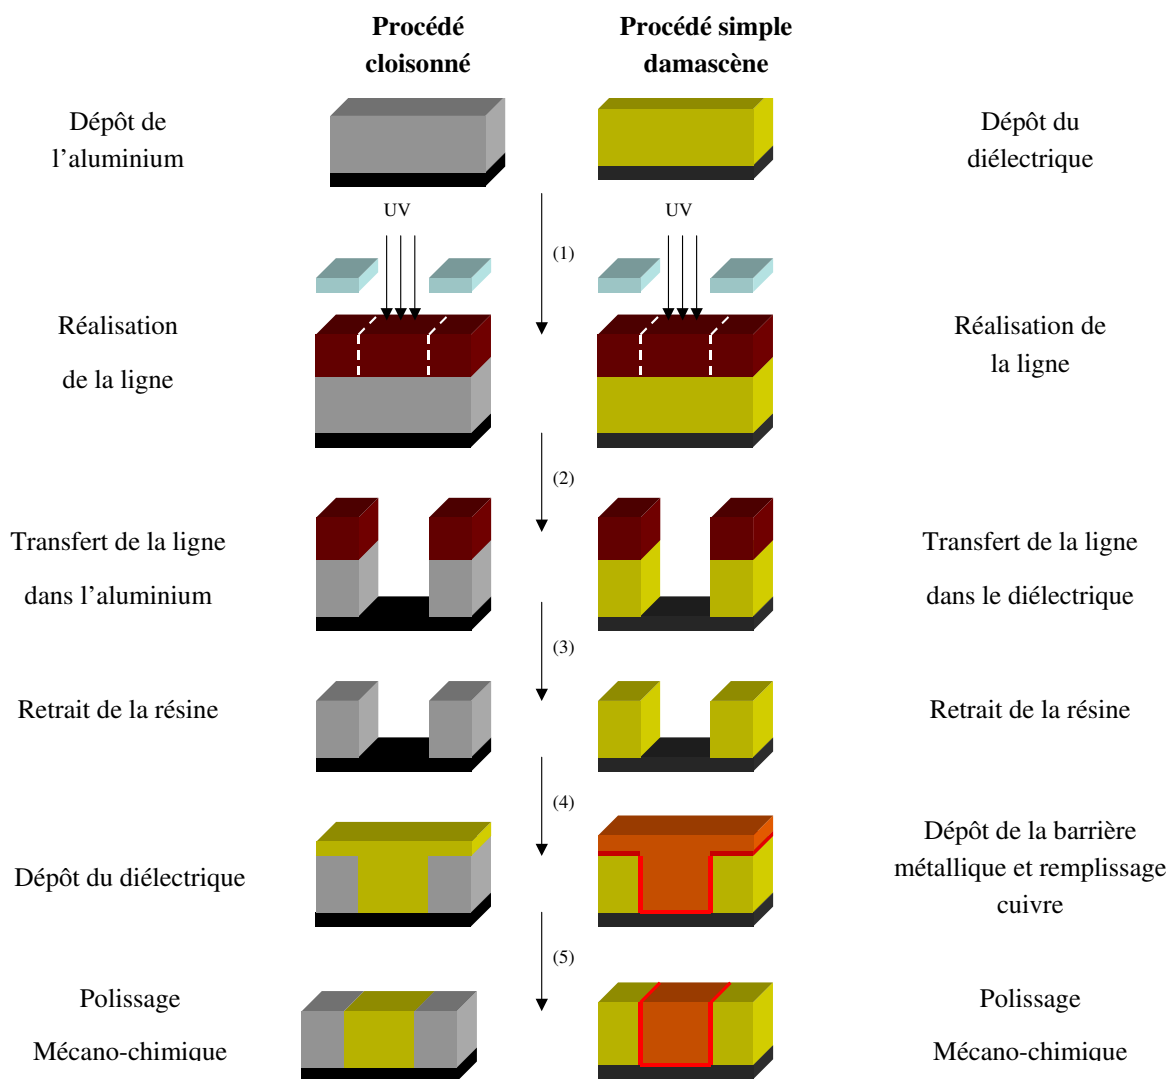 Procédé
cloisonné
Procédé simple
damascène
Dépôt de
l’aluminium
Dépôt du
diélectrique
UV
UV
(1)
Réalisation
de la ligne
Réalisation de
la ligne
(2)
Transfert de la ligne
dans l’aluminium
Transfert de la ligne
dans le diélectrique
(3)
Retrait de la résine
Retrait de la résine
(4)
Dépôt du diélectrique
Dépôt de la barrière
métallique et remplissage
cuivre
(5)
Polissage
Mécano-chimique
Polissage
Mécano-chimique